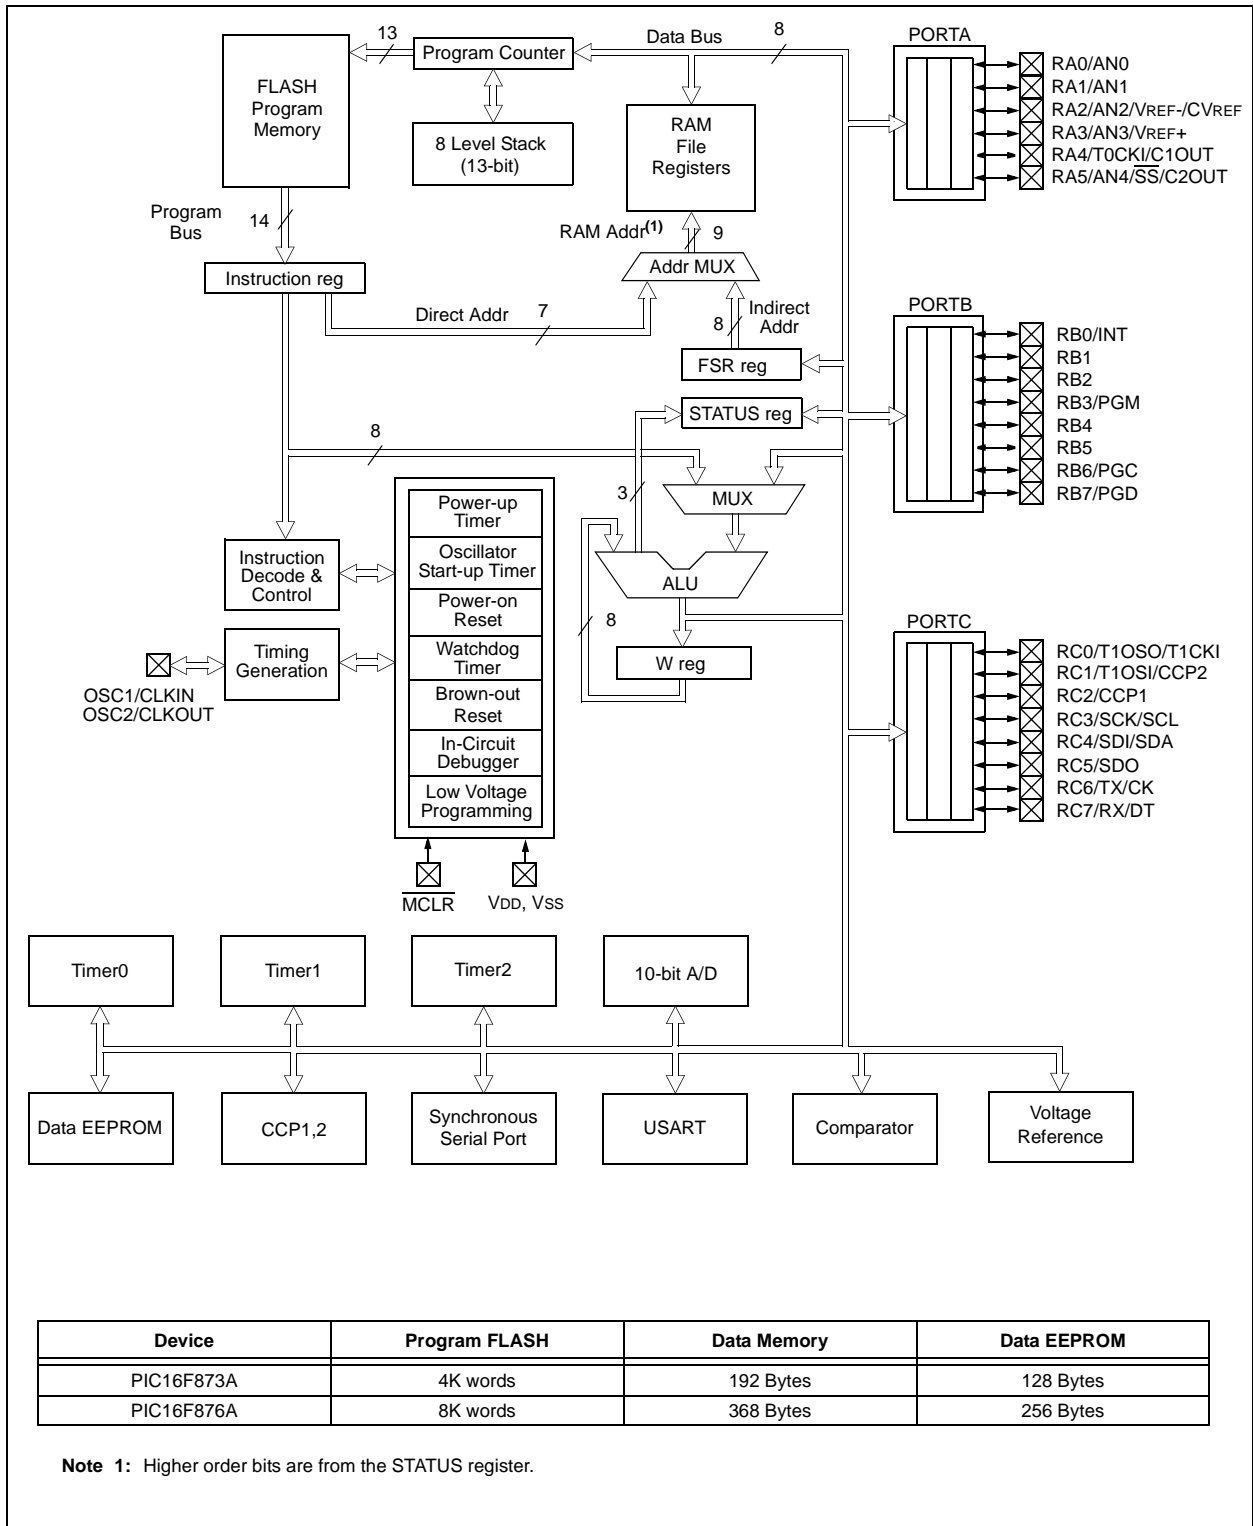 13
Program Counter
Data Bus
8
PORTA
FLASH
Program
Memory
8 Level Stack
(13-bit)
RAM
File
Registers
RA0/AN0
RA1/AN1
RA2/AN2/VREF-/CVREF
RA3/AN3/VREF+
RA4/T0CKI/C1OUT
RA5/AN4/SS/C2OUT
Program
Bus
14
RAM Addr(1)
9
Addr MUX
Instruction reg
Direct Addr
7
8
Indirect
Addr
FSR reg
STATUS reg
PORTB
RB0/INT
RB1
RB2
RB3/PGM
RB4
RB5
RB6/PGC
RB7/PGD
8
3
MUX
ALU
8
W reg
Power-up
Timer
Oscillator
Start-up Timer
Power-on
Reset
Watchdog
Timer
Brown-out
Reset
In-Circuit
Debugger
Low Voltage
Programming
Instruction
Decode &
Control
Timing
Generation
OSC1/CLKIN
OSC2/CLKOUT
MCLR
VDD, VSS
PORTC
RC0/T1OSO/T1CKI
RC1/T1OSI/CCP2
RC2/CCP1
RC3/SCK/SCL
RC4/SDI/SDA
RC5/SDO
RC6/TX/CK
RC7/RX/DT
Timer0
Timer1
Timer2
10-bit A/D
Data EEPROM
CCP1,2
Synchronous
Serial Port
USART
Comparator
Voltage
Reference
Device Program FLASH Data Memory Data EEPROM
PIC16F873A 4K words 192 Bytes 128 Bytes
PIC16F876A 8K words 368 Bytes 256 Bytes
Note 1: Higher order bits are from the STATUS register.